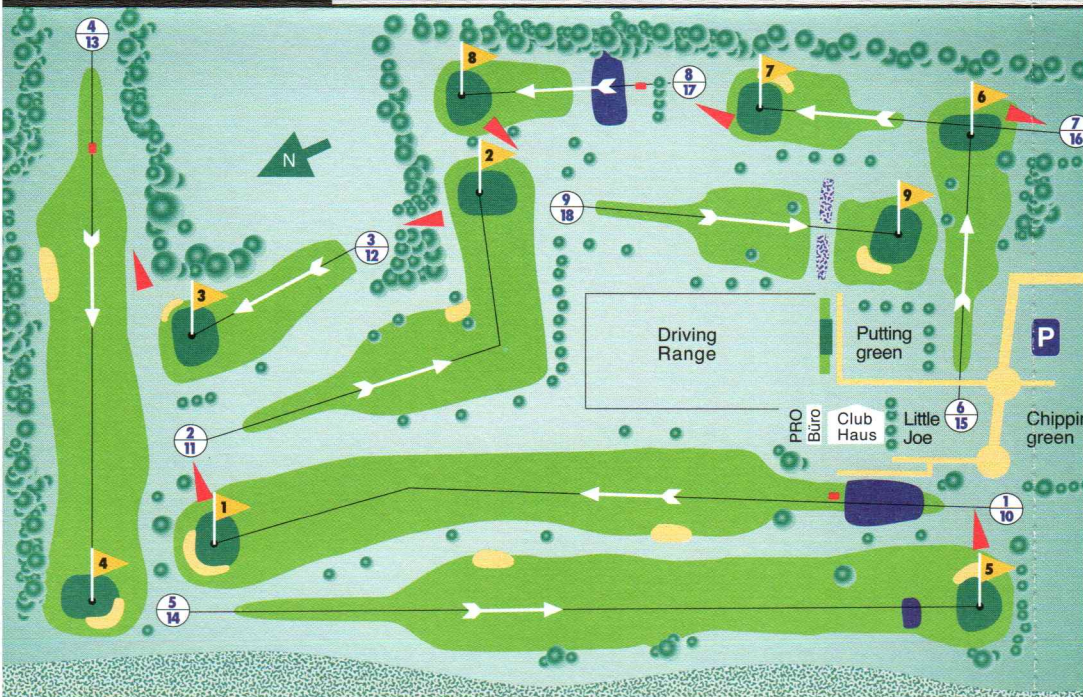 4
13
8
8
17
7
6
7
16
N
2
9
18
9
3
12
3
Driving
Range
Putting
green
P
2
11
PRO
Büro
Club
Haus
Little
Joe
6
15
Chippin
green
1
1
10
4
5
14
5